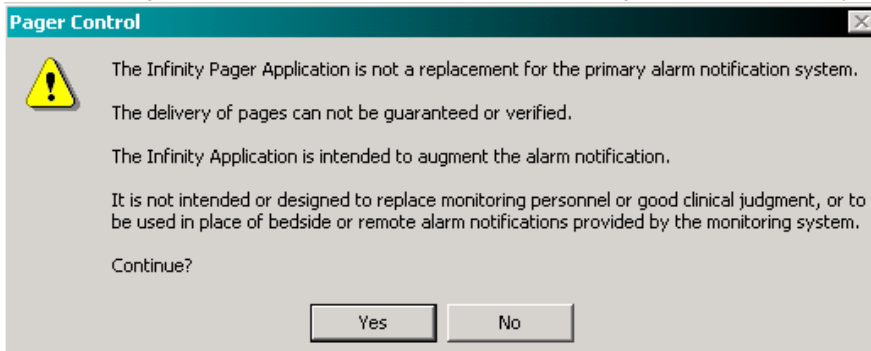 Pager Control
The Infinity Pager Application is not a replacement for the primary alarm notification system.
The delivery of pages can not be guaranteed or verified.
The Infinity Application is intended to augment the alarm notification.
It is not intended or designed to replace monitoring personnel or good clinical judgment, or to
be used in place of bedside or remote alarm notifications provided by the monitoring system.
Continue?
Yes No